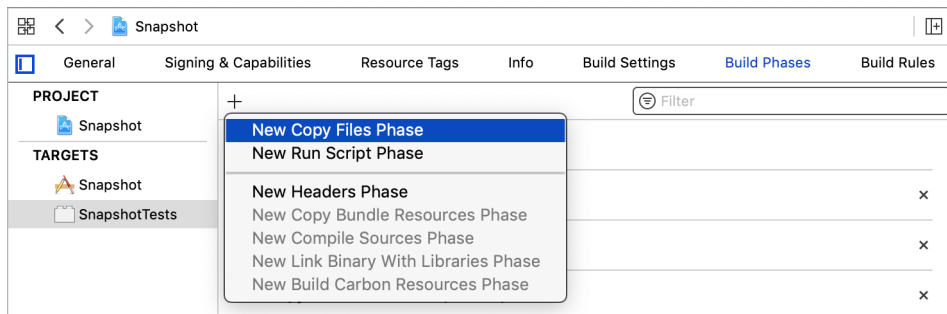 Snapshot
General Signing & Capabilities Resource Tags Info Build Settings Build Phases Build Rules
PROJECT
Snapshot
TARGETS
Snapshot
SnapshotTests
Filter
New Copy Files Phase
New Run Script Phase
New Headers Phase
New Copy Bundle Resources Phase
New Compile Sources Phase
New Link Binary With Libraries Phase
New Build Carbon Resources Phase